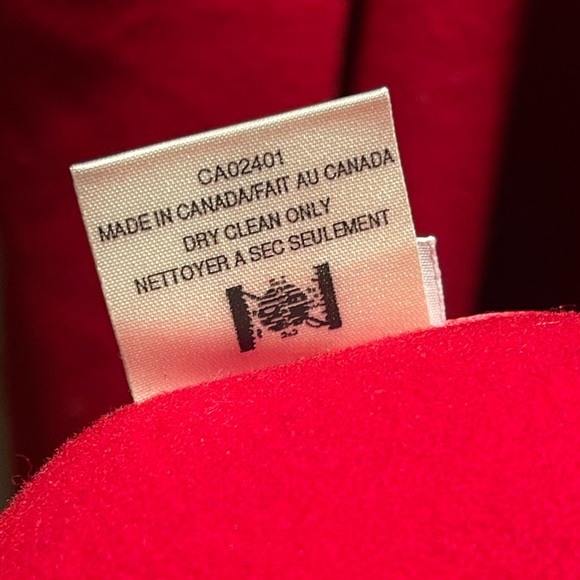 CA02401
MADE IN CANADA/FAIT AU CANADA
DRY CLEAN ONLY
NETTOYER A SEC SEULEMENT